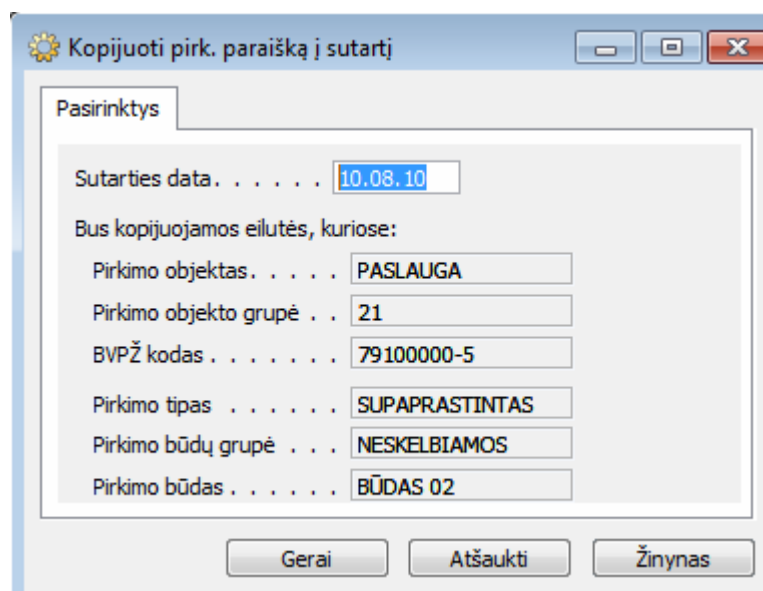 Kopijuoti pirk. paraišką į sutartį
Pasirinktys
Sutarties data. . . . . . 10.08.10
Bus kopijuojamos eilutės, kuriose:
Pirkimo objektas. . . . . PASLAUGA
Pirkimo objekto grupė . . 21
BVPŽ kodas . . . . . . . 79100000-5
Pirkimo tipas . . . . . . SUPAPRASTINTAS
Pirkimo būdų grupė . . . NESKELBIAMOS
Pirkimo būdas . . . . . . BŪDAS 02
Gerai Atšaukti Žinynas